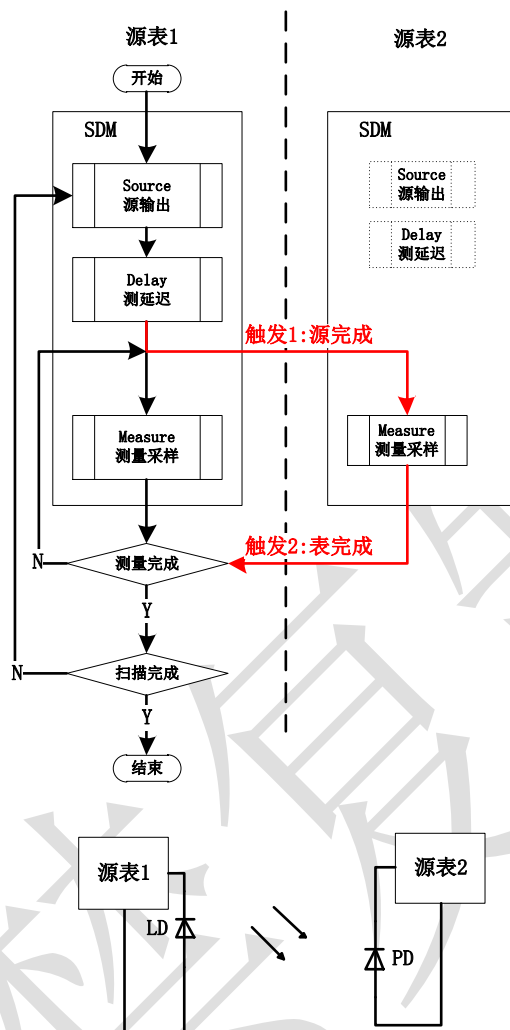 源表1
源表2
开始
SDM
SDM
Source
源输出
Source
源输出
Delay
测延迟
Delay
测延迟
触发1:源完成
Measure
测量采样
Measure
测量采样
触发2:表完成
测量完成
N
Y
扫描完成
N
Y
结束
源表1
源表2
LD
PD